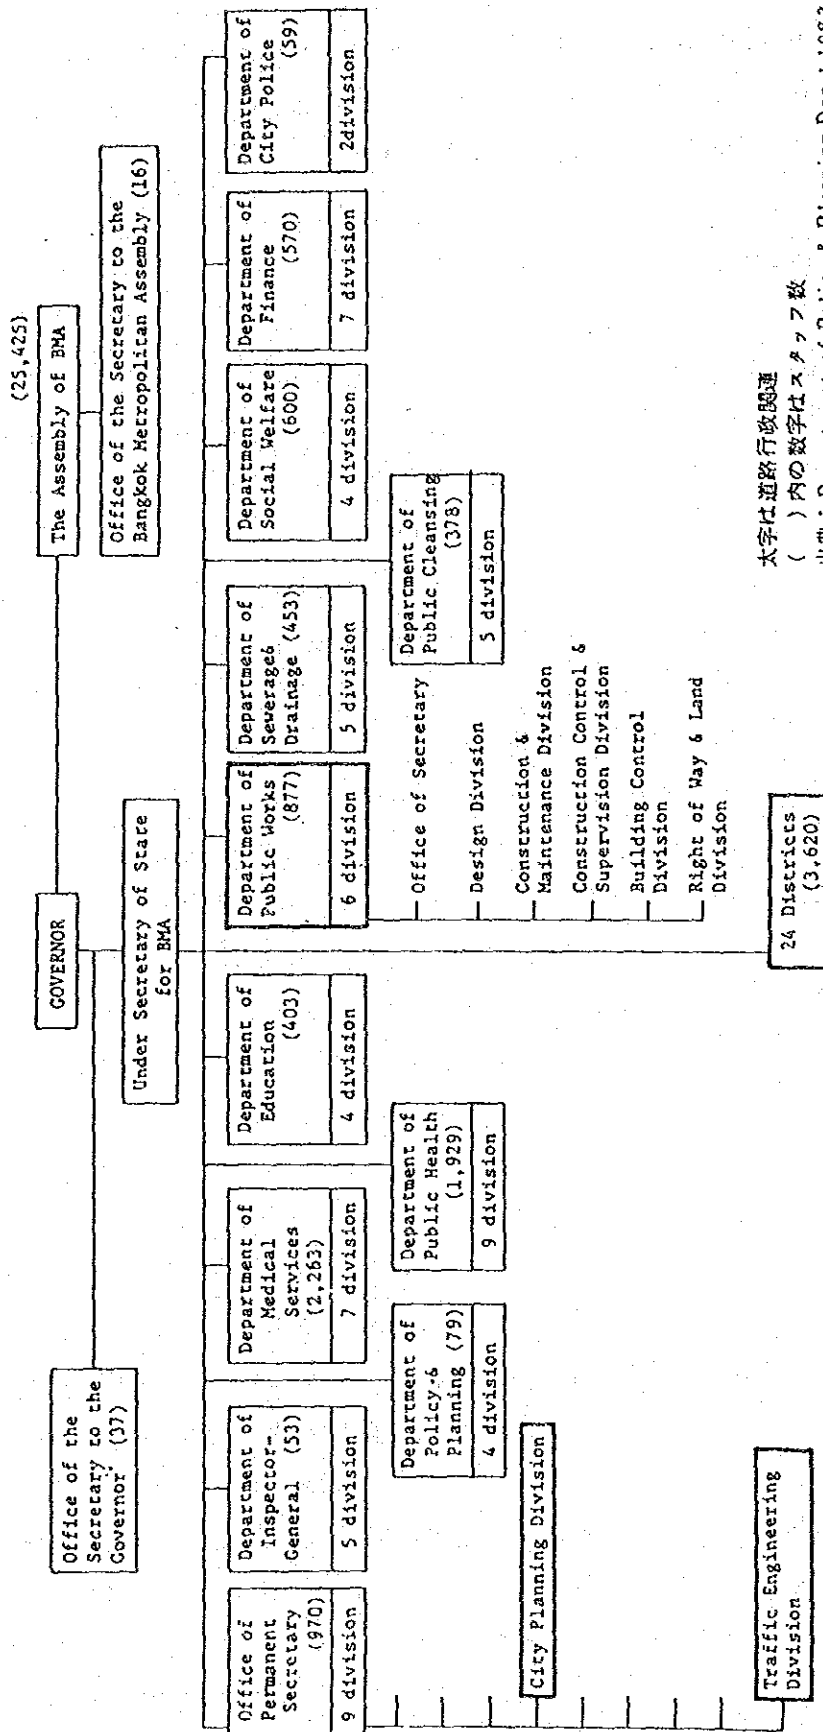 (25,425)
GOVERNOR
The Assembly of BMA
Office of the
Secretary to the
Governor (37)
Office of the Secretary to the
Bangkok Metropolitan Assembly (16)
Under Secretary of State
for BMA
Office of
Permanent
Secretary
(970)
9 division
Department of
Inspector-
General (53)
5 division
Department of
Medical
Services
(2,263)
7 division
Department of
Education
(403)
4 division
Department of
Public Works
(877)
6 division
Department of
Sewerage&
Drainage (453)
5 division
Department of
Social Welfare
(600)
4 division
Department of
Finance
(570)
7 division
Department of
City Police
(59)
2division
Department of
Policy &
Planning (79)
4 division
Department of
Public Health
(1,929)
9 division
Department of
Public Cleansing
(378)
5 division
City Planning Division
Traffic Engineering
Division
Office of Secretary
Design Division
Construction &
Maintenance Division
Construction Control &
Supervision Division
Building Control
Division
Right of Way & Land
Division
24 Districts
(3,620)
太字は道路行政関連
( )内の数字はスタッフ数